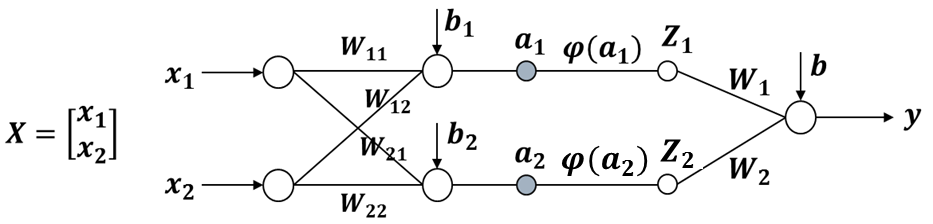 b₁ a₁ φ(a₁) Z₁
x₁ W₁₁ W₁ b
W₁₂
X = [x₁ x₂] y
W₂₁ b₂ a₂ φ(a₂) Z₂
x₂ W₂₂ W₂